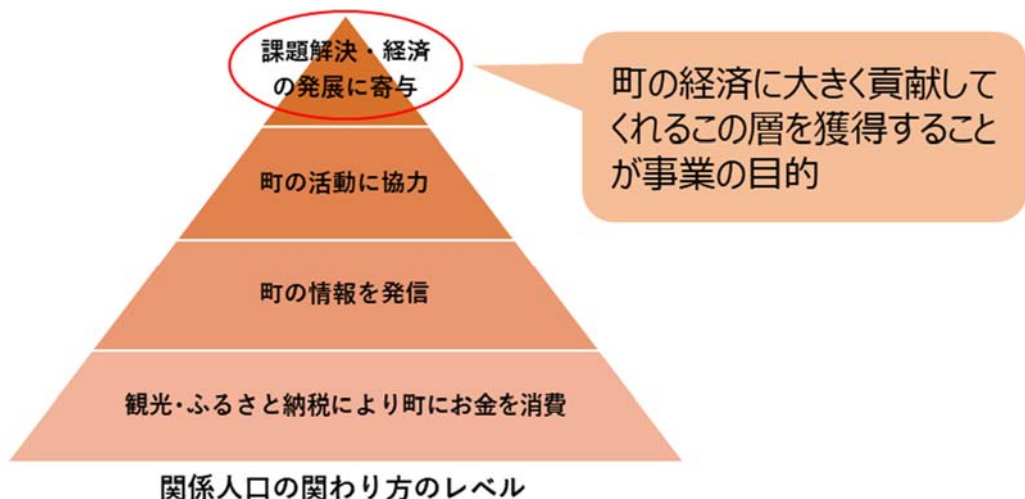 課題解決・経済
の発展に寄与
町の経済に大きく貢献して
くれるこの層を獲得すること
が事業の目的
町の活動に協力
町の情報を発信
観光・ふるさと納税により町にお金を消費
関係人口の関わり方のレベル